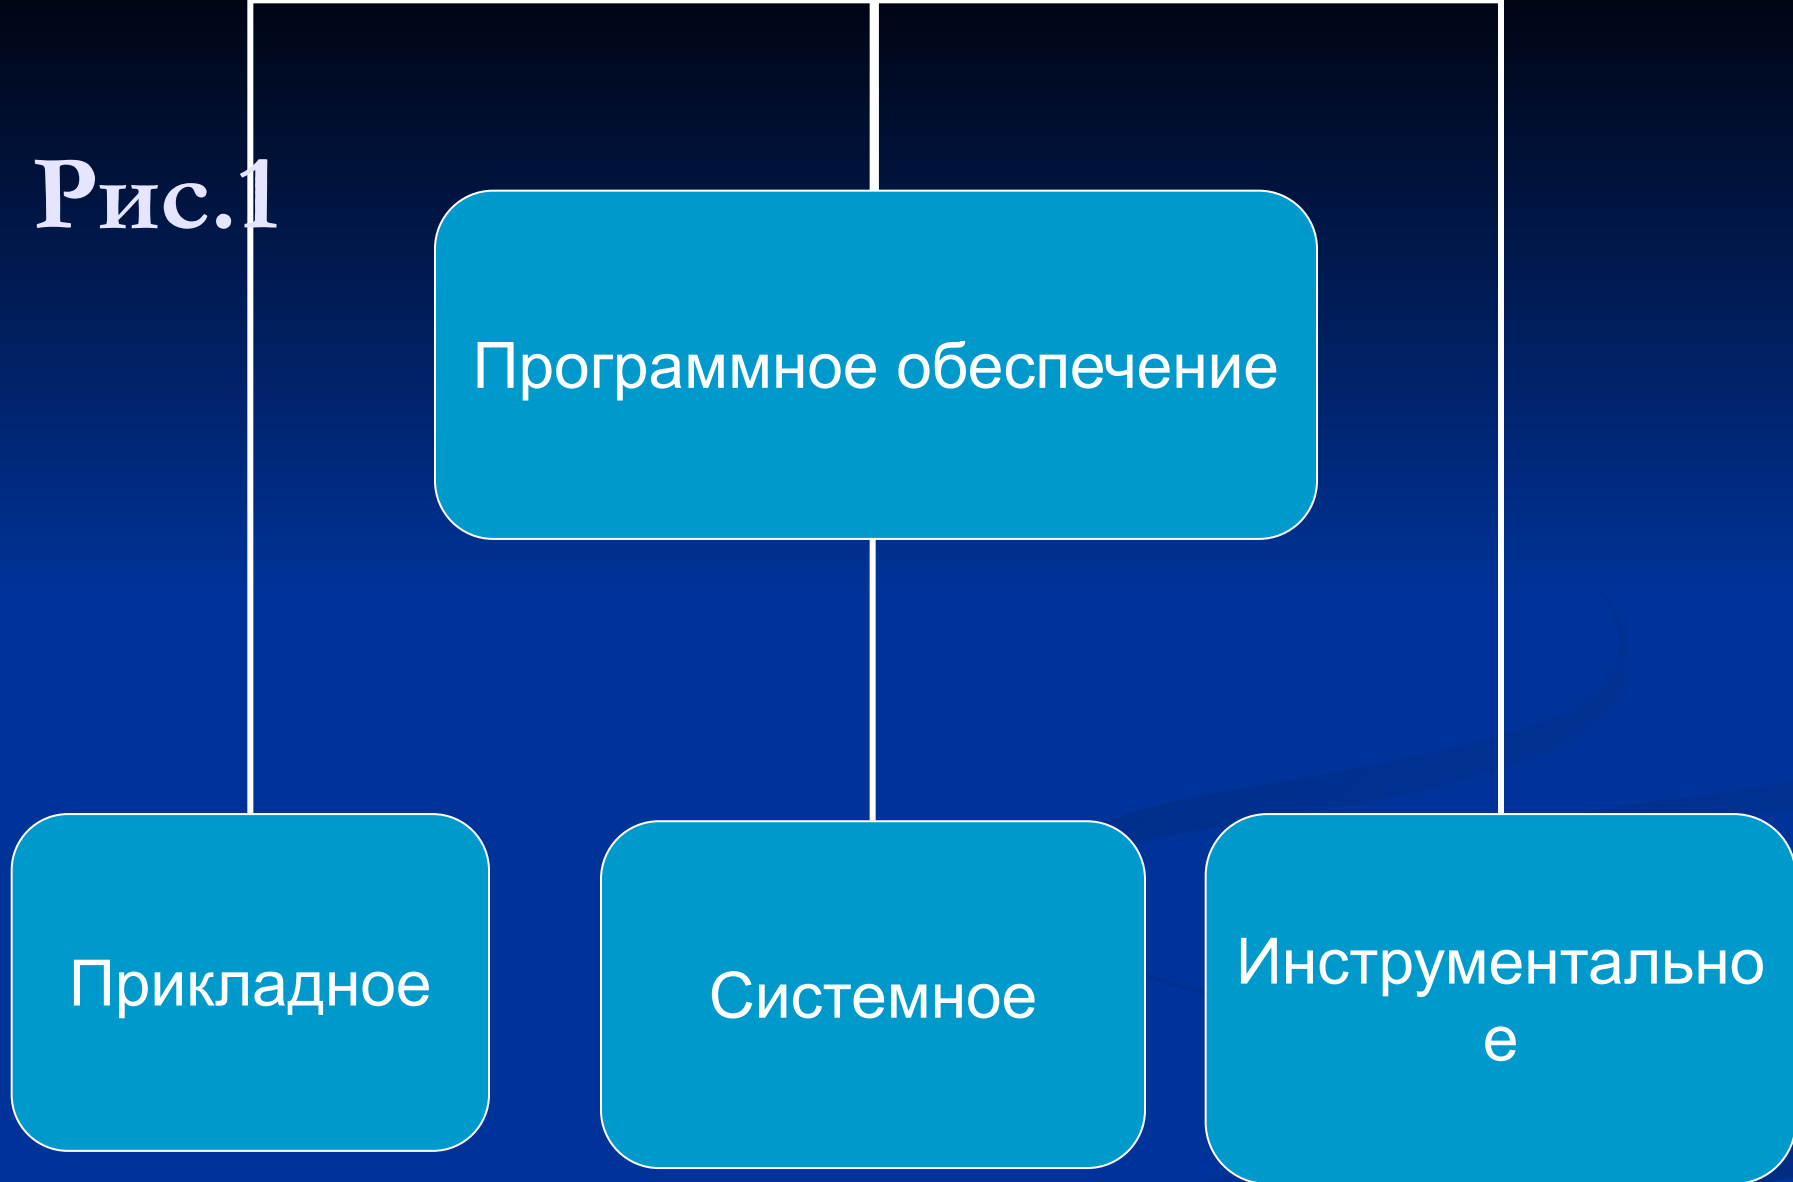 Рис.1
Программное обеспечение
Прикладное
Системное
Инструментально
е